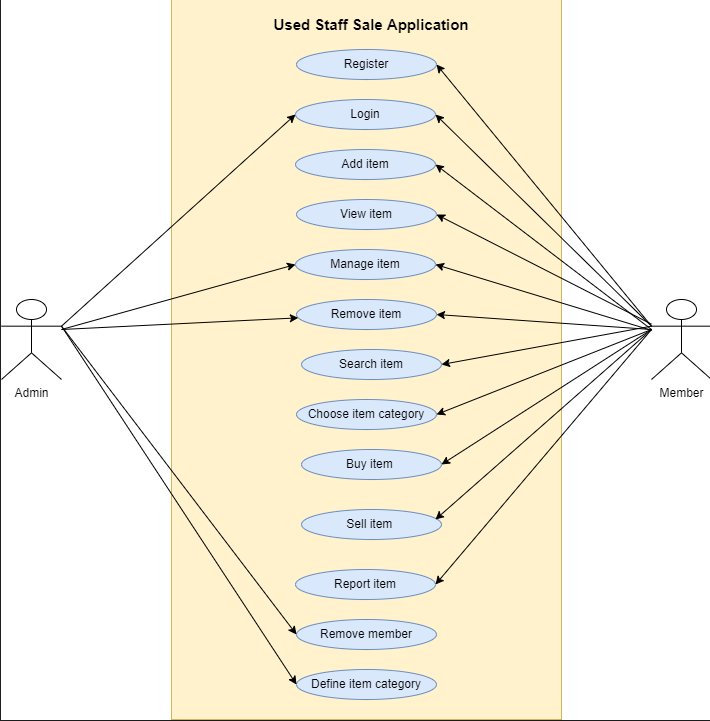 Used Staff Sale Application
Register
Login
Add item
View item
Manage item
Remove item
Search item
Choose item category
Buy item
Sell item
Report item
Remove member
Define item category
Admin
Member